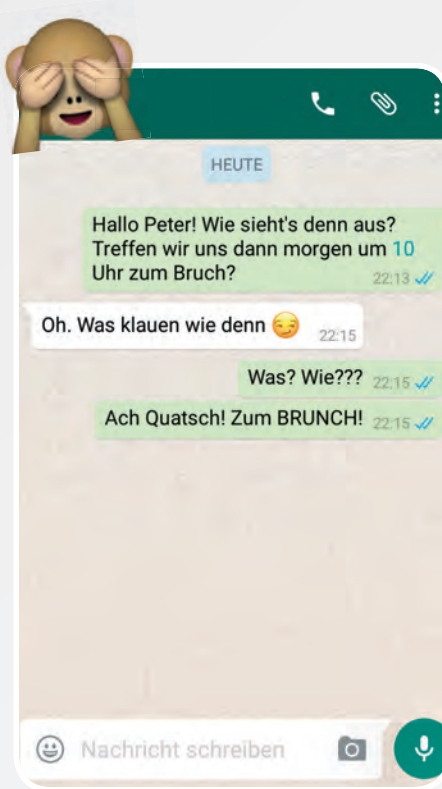 HEUTE
Hallo Peter! Wie sieht's denn aus?
Treffen wir uns dann morgen um 10
Uhr zum Bruch?
22:13
Oh. Was klauen wie denn 😏
22:15
Was? Wie??? 22:15
Ach Quatsch! Zum BRUNCH! 22:15
Nachricht schreiben